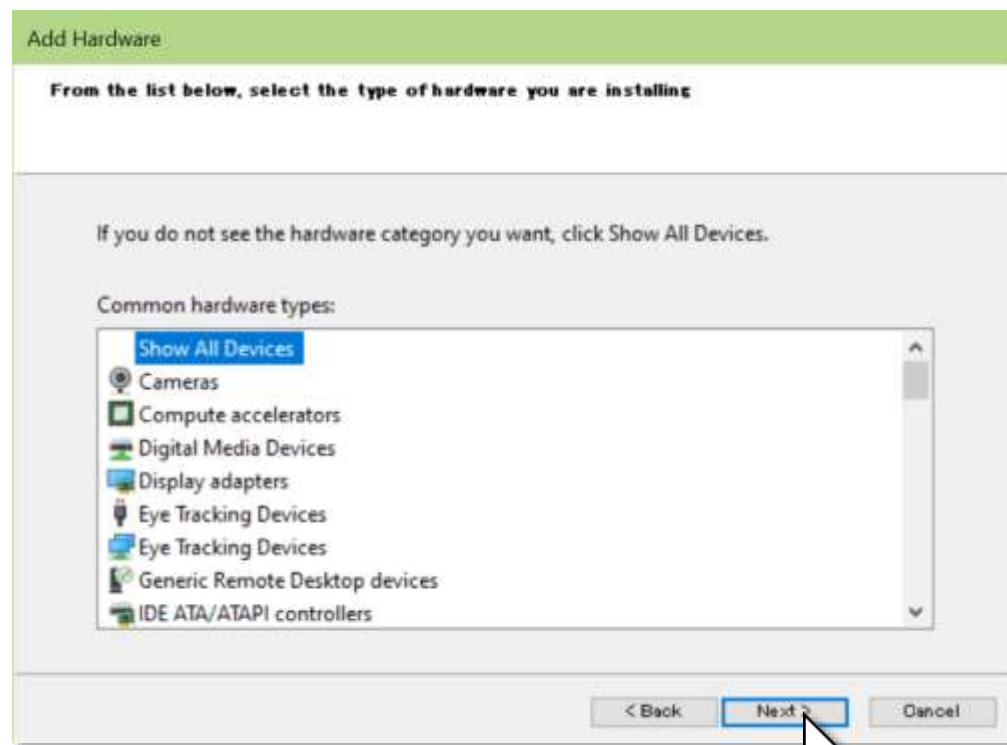 Add Hardware
From the list below, select the type of hardware you are installing
If you do not see the hardware category you want, click Show All Devices.
Common hardware types:
Show All Devices
Cameras
Compute accelerators
Digital Media Devices
Display adapters
Eye Tracking Devices
Eye Tracking Devices
Generic Remote Desktop devices
IDE ATA/ATAPI controllers
< Back Next > Cancel